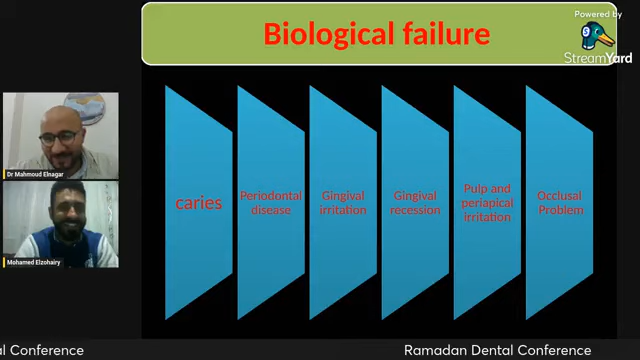 Biological failure
Powered by
StreamYard
caries
Periodontal
disease
Gingival
irritation
Gingival
recession
Pulp and
periapical
irritation
Occlusal
Problem
Dr Mahmoud Elnagar
Mohamed Elzohairy
al Conference
Ramadan Dental Conference